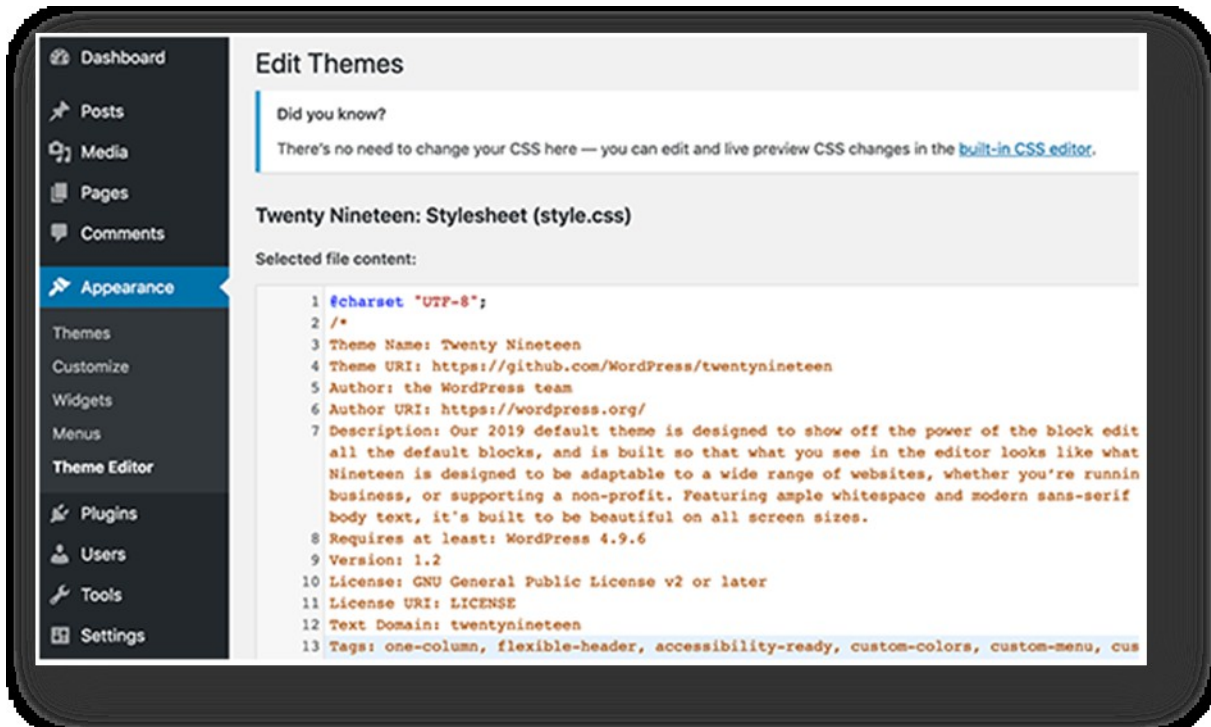 Dashboard
Posts
Media
Pages
Comments
Appearance
Themes
Customize
Widgets
Menus
Theme Editor
Plugins
Users
Tools
Settings
Edit Themes
Did you know?
There's no need to change your CSS here — you can edit and live preview CSS changes in the built-in CSS editor.
Twenty Nineteen: Stylesheet (style.css)
Selected file content:
1 @charset "UTF-8";
2 /*
3 Theme Name: Twenty Nineteen
4 Theme URI: https://github.com/WordPress/twentynineteen
5 Author: the WordPress team
6 Author URI: https://wordpress.org/
7 Description: Our 2019 default theme is designed to show off the power of the block edit
all the default blocks, and is built so that what you see in the editor looks like what
Nineteen is designed to be adaptable to a wide range of websites, whether you're runnin
business, or supporting a non-profit. Featuring ample whitespace and modern sans-serif
body text, it's built to be beautiful on all screen sizes.
8 Requires at least: WordPress 4.9.6
9 Version: 1.2
10 License: GNU General Public License v2 or later
11 License URI: LICENSE
12 Text Domain: twentynineteen
13 Tags: one-column, flexible-header, accessibility-ready, custom-colors, custom-menu, cus